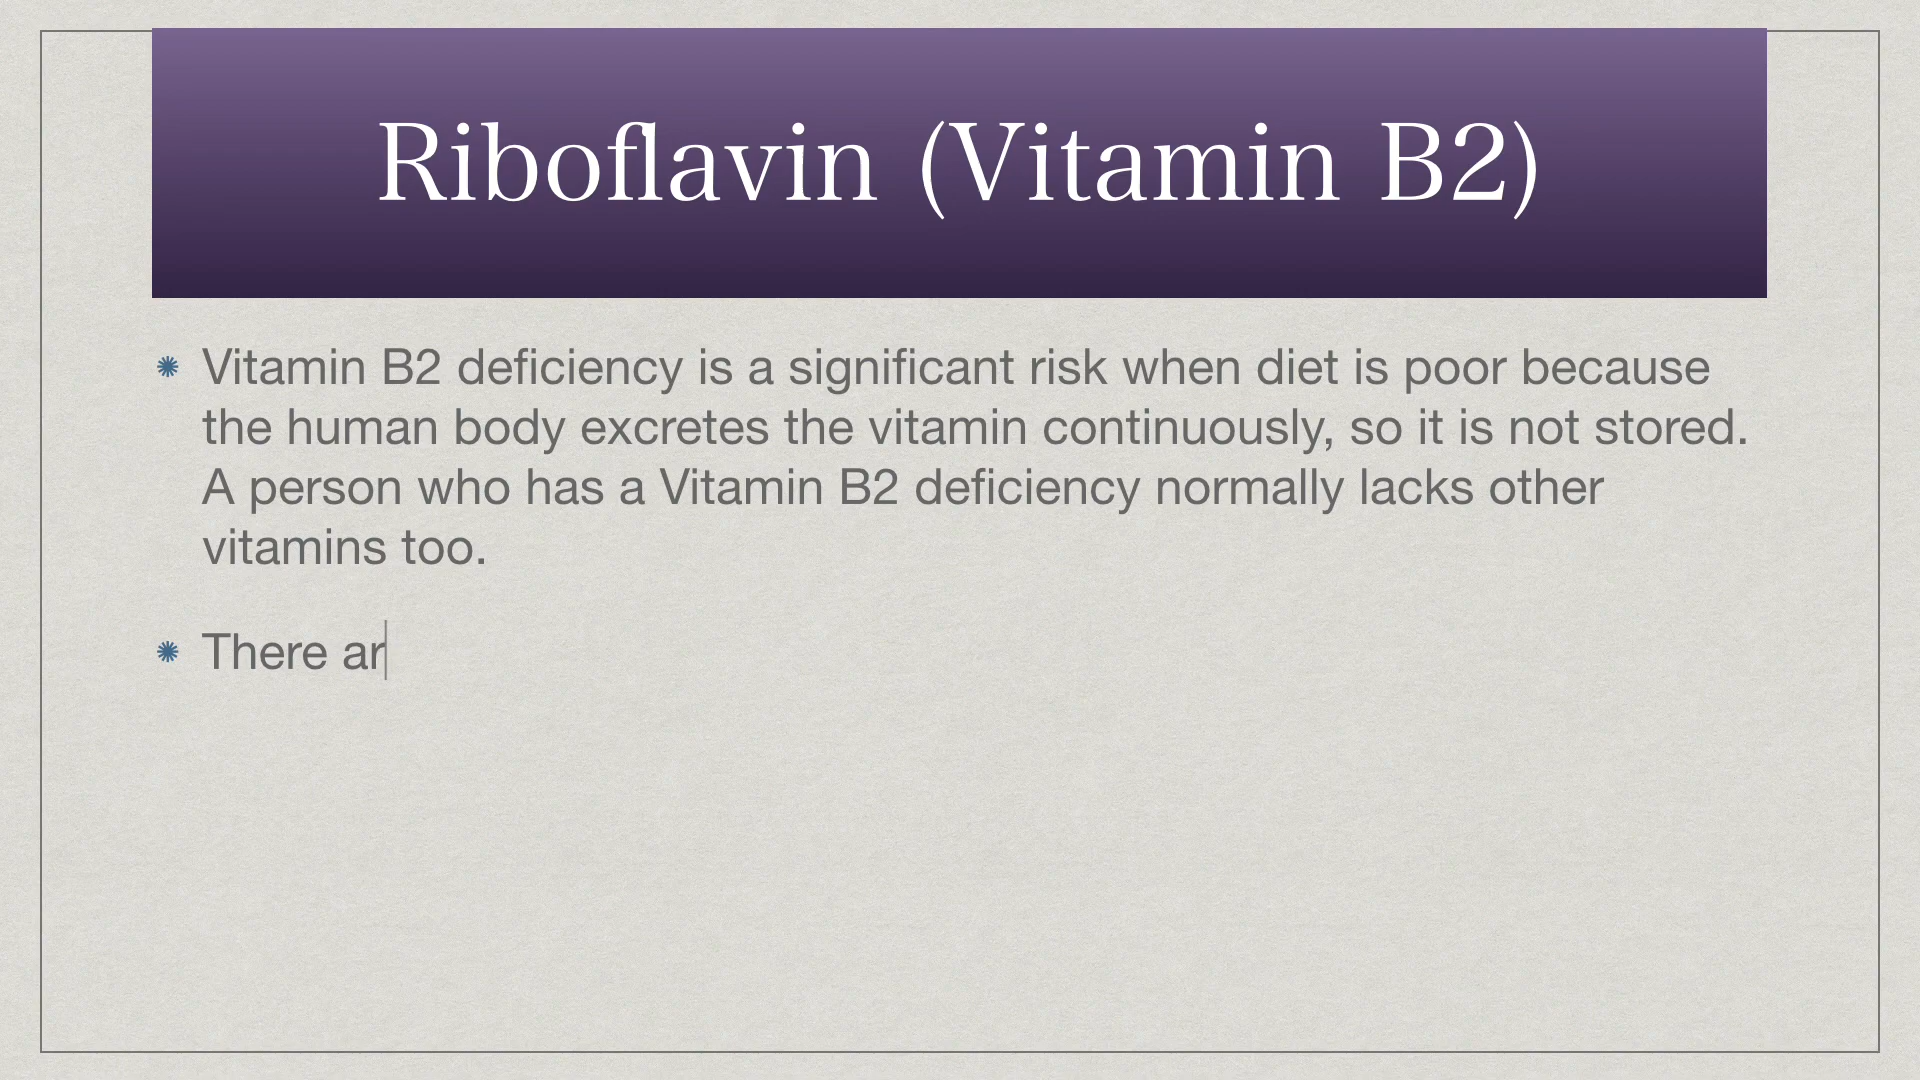 Riboflavin (Vitamin B2)
Vitamin B2 deficiency is a significant risk when diet is poor because
the human body excretes the vitamin continuously, so it is not stored.
A person who has a Vitamin B2 deficiency normally lacks other
vitamins too.
There ar